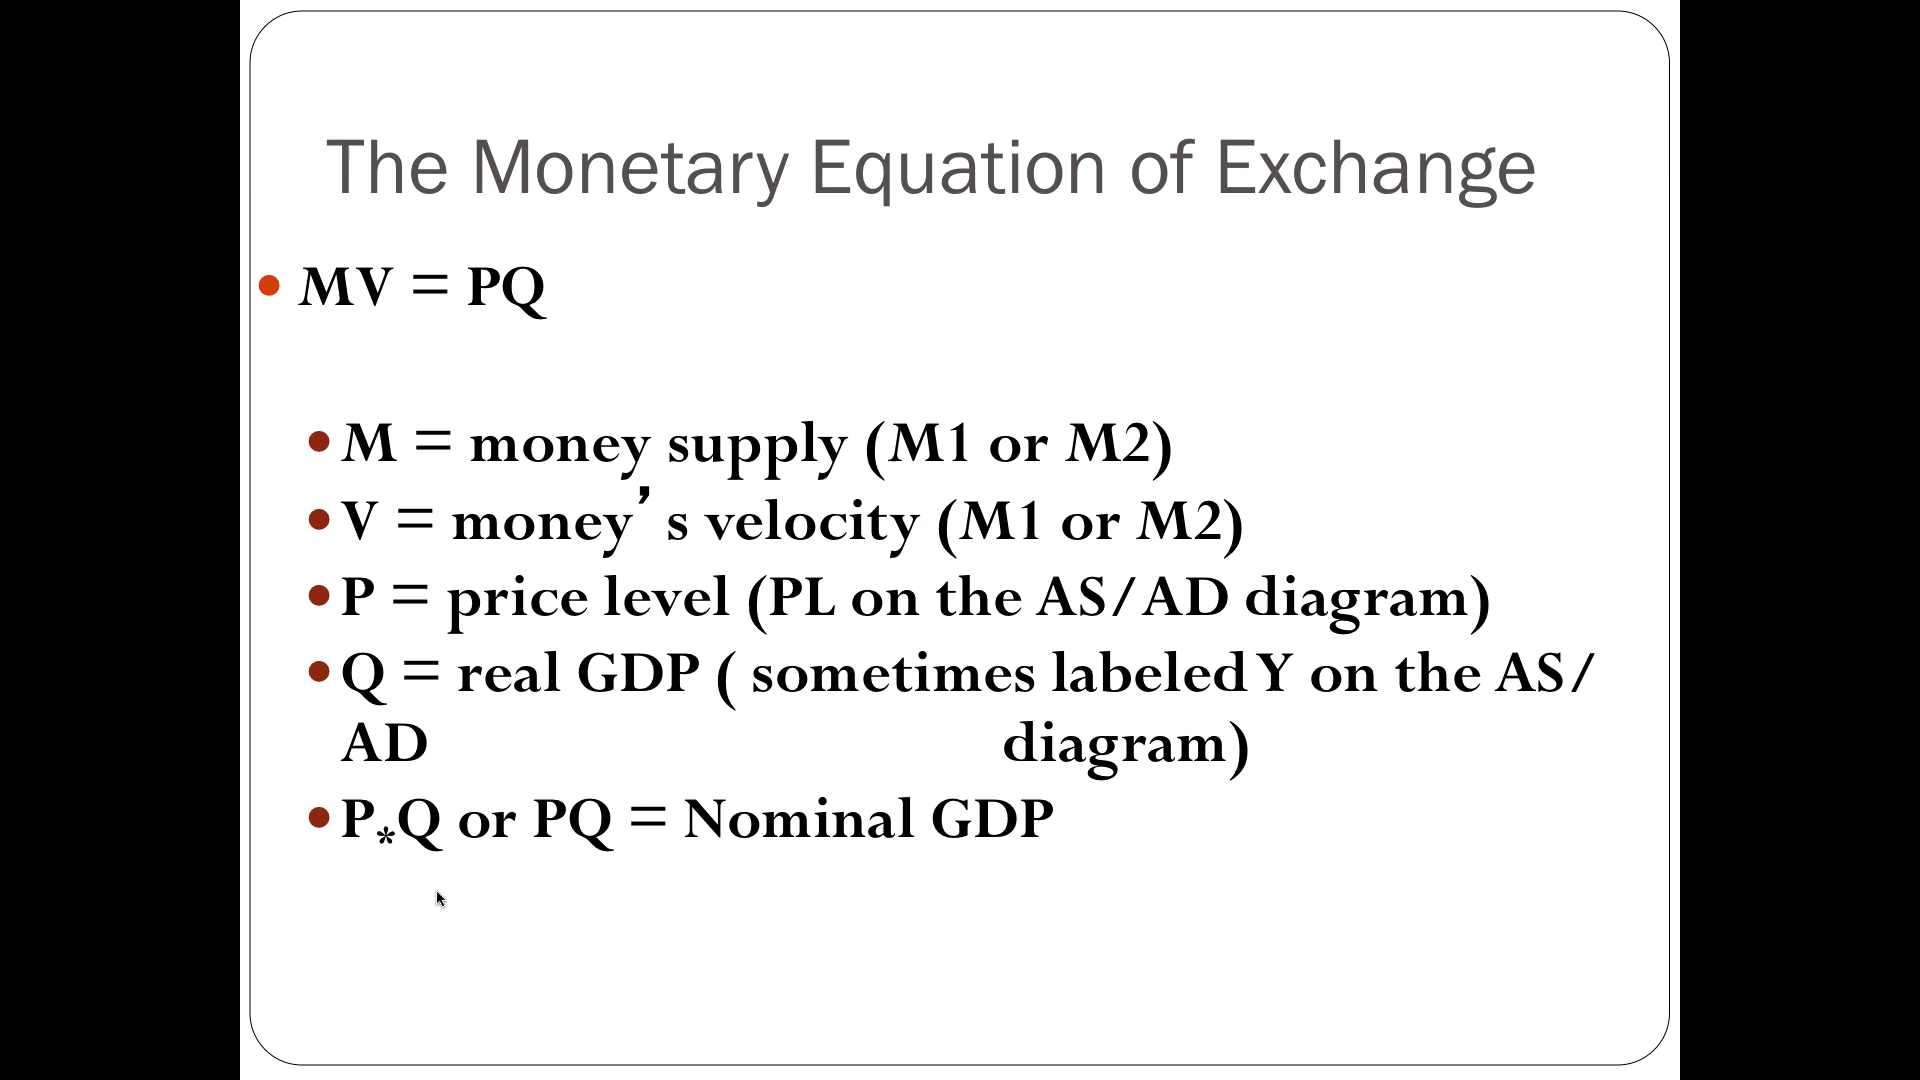 The Monetary Equation of Exchange
• MV = PQ
• M = money supply (M1 or M2)
• V = money’s velocity (M1 or M2)
• P = price level (PL on the AS/AD diagram)
• Q = real GDP ( sometimes labeled Y on the AS/
AD diagram)
• P*Q or PQ = Nominal GDP